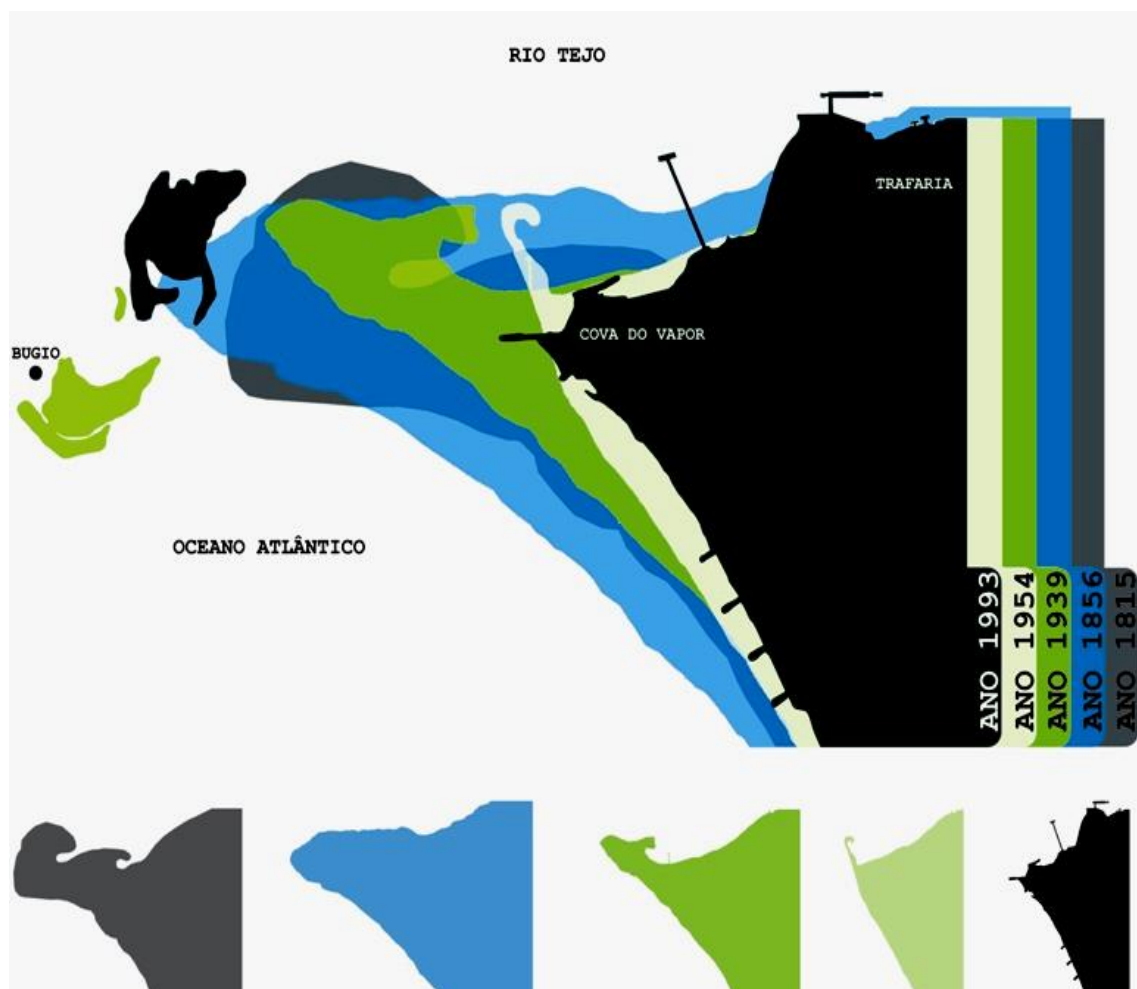 RIO TEJO
TRAFARIA
COVA DO VAPOR
BUGIO
OCEANO ATLÂNTICO
ANO 1993
ANO 1954
ANO 1939
ANO 1856
ANO 1815